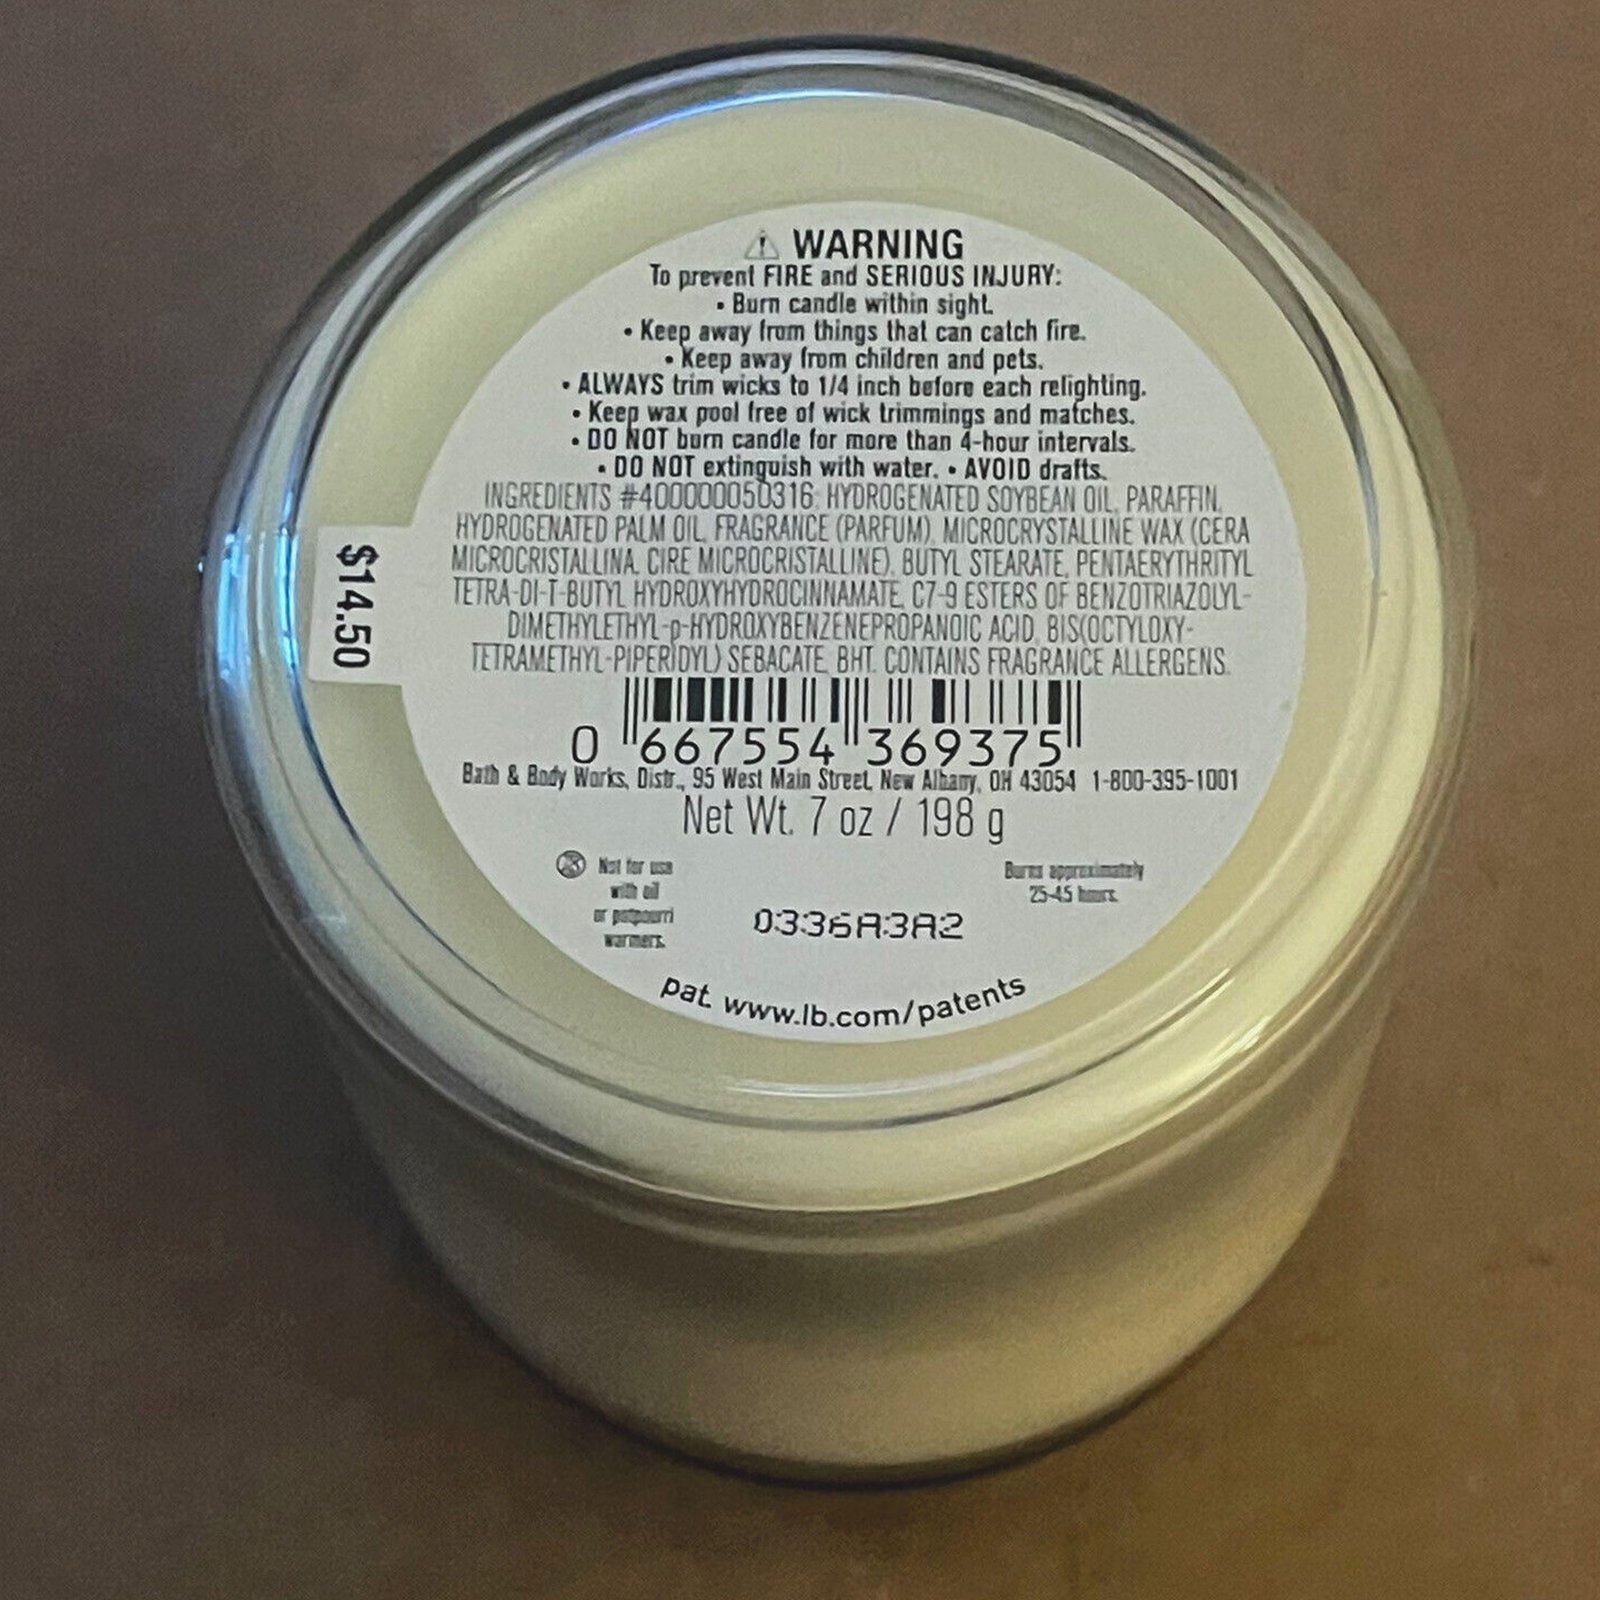 WARNING
To prevent FIRE and SERIOUS INJURY:
• Burn candle within sight.
• Keep away from things that can catch fire.
• Keep away from children and pets.
• ALWAYS trim wicks to 1/4 inch before each relighting.
• Keep wax pool free of wick trimmings and matches.
• DO NOT burn candle for more than 4-hour intervals.
• DO NOT extinguish with water. • AVOID drafts.
INGREDIENTS #400000050316: HYDROGENATED SOYBEAN OIL, PARAFFIN,
HYDROGENATED PALM OIL, FRAGRANCE (PARFUM), MICROCRYSTALLINE WAX (CERA
MICROCRISTALLINA, CIRE MICROCRISTALLINE), BUTYL STEARATE, PENTAERYTHRITYL
TETRA-DI-T-BUTYL HYDROXYHYDROCINNAMATE, C7-9 ESTERS OF BENZOTRIAZOLYL-
DIMETHYLETHYL-p-HYDROXYBENZENEPROPANOIC ACID, BIS(OCTYLOXY-
TETRAMETHYL-PIPERIDYL) SEBACATE, BHT. CONTAINS FRAGRANCE ALLERGENS.
$14.50
0 667554 369375
Bath & Body Works, Distr., 95 West Main Street, New Albany, OH 43054 1-800-395-1001
Net Wt. 7 oz / 198 g
Not for use
with oil
or potpourri
warmers.
Burns approximately
25-45 hours.
0336A3A2
pat. www.lb.com/patents